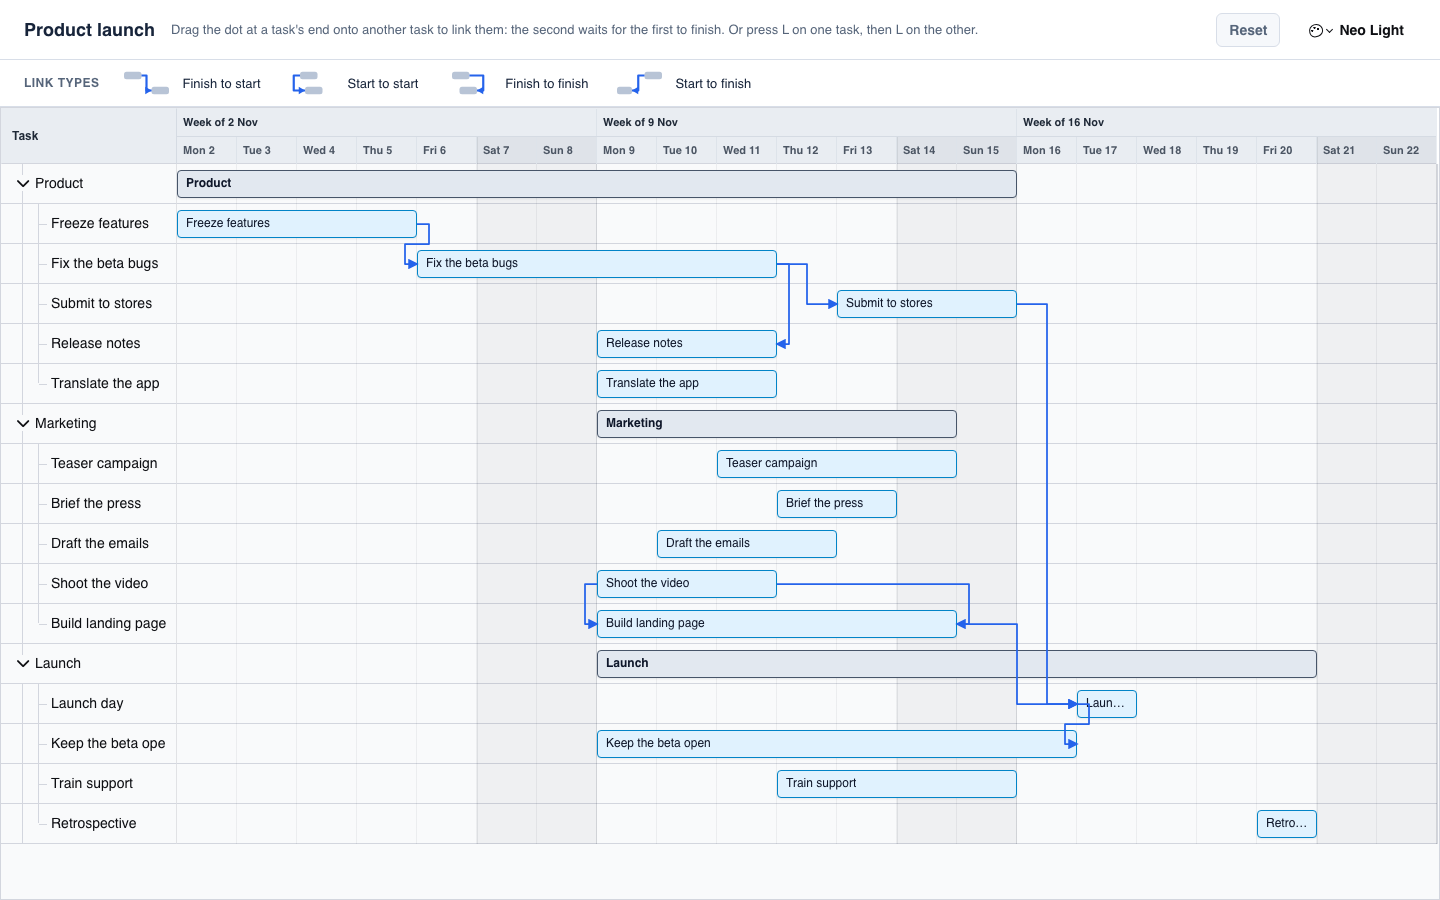 Product launch
Drag the dot at a task's end onto another task to link them: the second waits for the first to finish. Or press L on one task, then L on the other.
Reset
Neo Light
LINK TYPES
Finish to start
Start to start
Finish to finish
Start to finish
Task
Week of 2 Nov
Week of 9 Nov
Week of 16 Nov
Mon 2
Tue 3
Wed 4
Thu 5
Fri 6
Sat 7
Sun 8
Mon 9
Tue 10
Wed 11
Thu 12
Fri 13
Sat 14
Sun 15
Mon 16
Tue 17
Wed 18
Thu 19
Fri 20
Sat 21
Sun 22
Product
Product
Freeze features
Freeze features
Fix the beta bugs
Fix the beta bugs
Submit to stores
Submit to stores
Release notes
Release notes
Translate the app
Translate the app
Marketing
Marketing
Teaser campaign
Teaser campaign
Brief the press
Brief the press
Draft the emails
Draft the emails
Shoot the video
Shoot the video
Build landing page
Build landing page
Launch
Launch
Launch day
Laun…
Keep the beta ope
Keep the beta open
Train support
Train support
Retrospective
Retro…